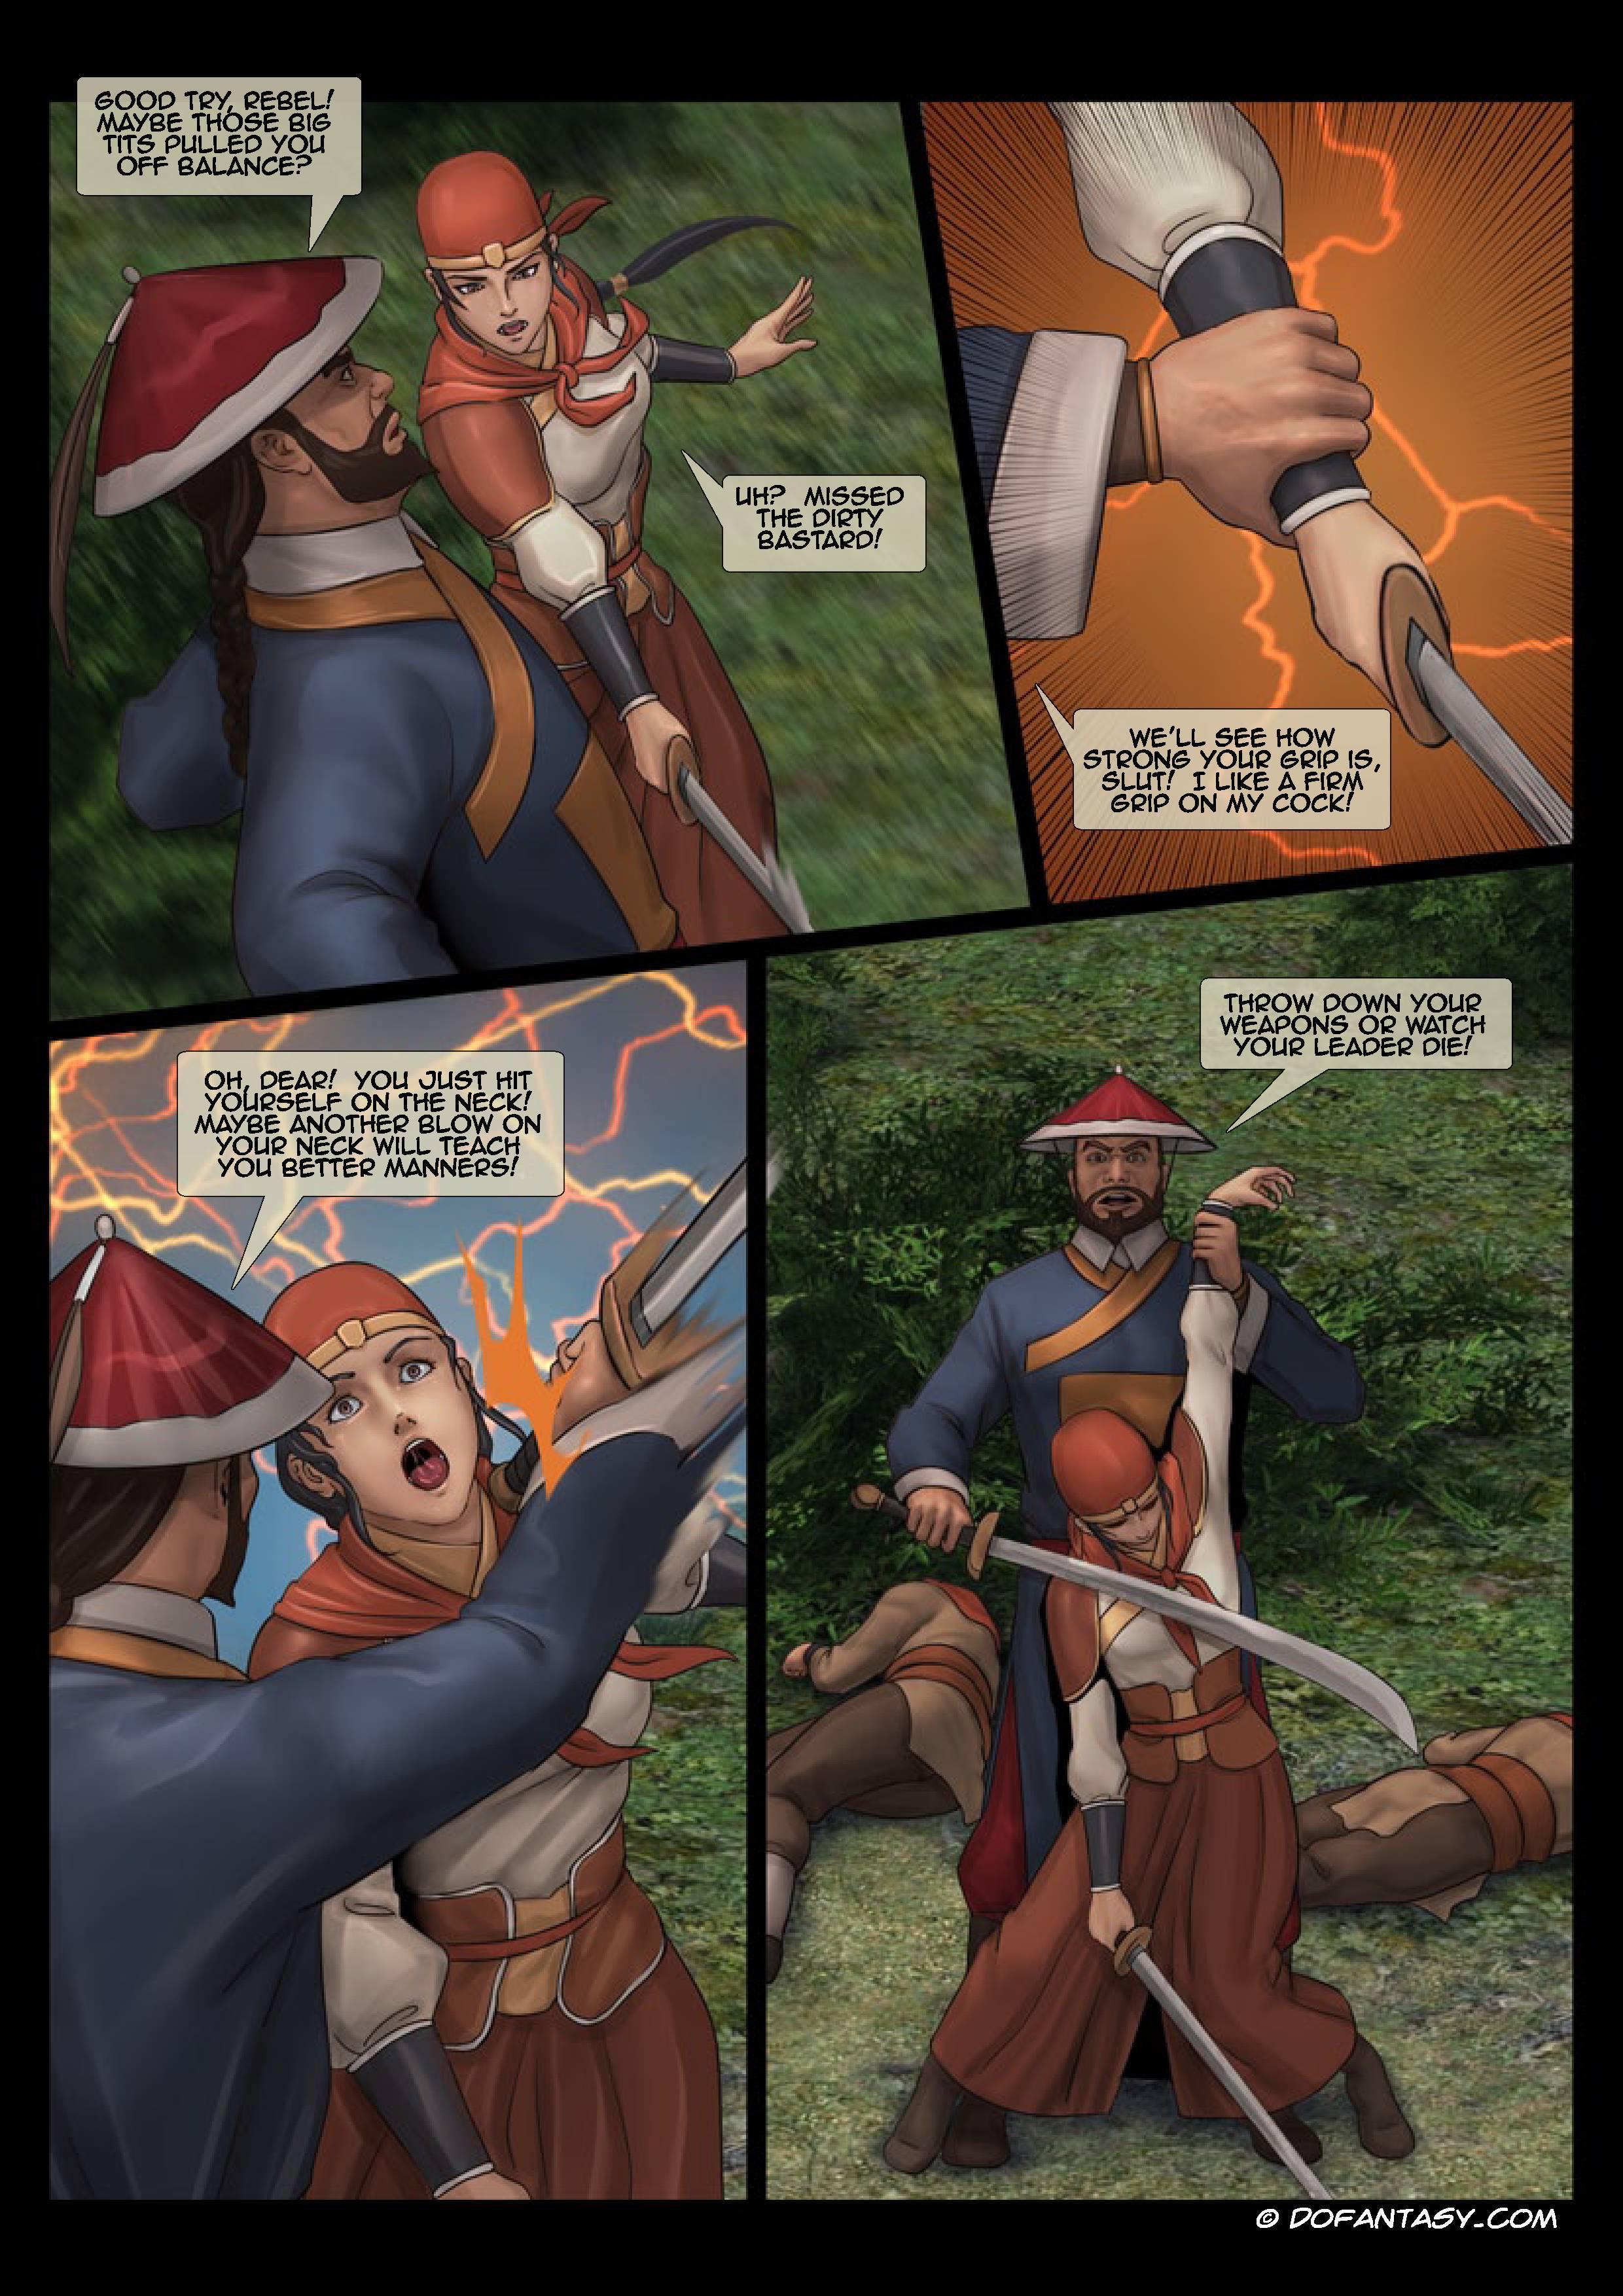 GOOD TRY, REBEL!
MAYBE THOSE BIG
TITS PULLED YOU
OFF BALANCE?
UH? MISSED
THE DIRTY
BASTARD!
WE'LL SEE HOW
STRONG YOUR GRIP IS,
SLUT! I LIKE A FIRM
GRIP ON MY COCK!
OH, DEAR! YOU JUST HIT
YOURSELF ON THE NECK!
MAYBE ANOTHER BLOW ON
YOUR NECK WILL TEACH
YOU BETTER MANNERS!
THROW DOWN YOUR
WEAPONS OR WATCH
YOUR LEADER DIE!
© DOFANTASY.COM